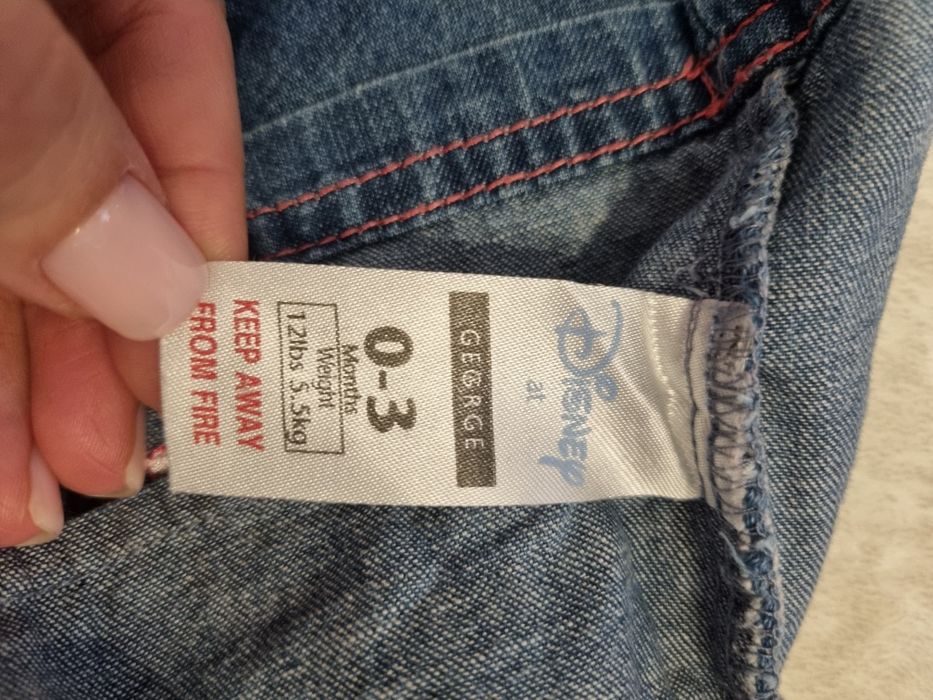 Disney
at
GEORGE
0-3
Months
Weight
12lbs 5.5kg
KEEP AWAY
FROM FIRE